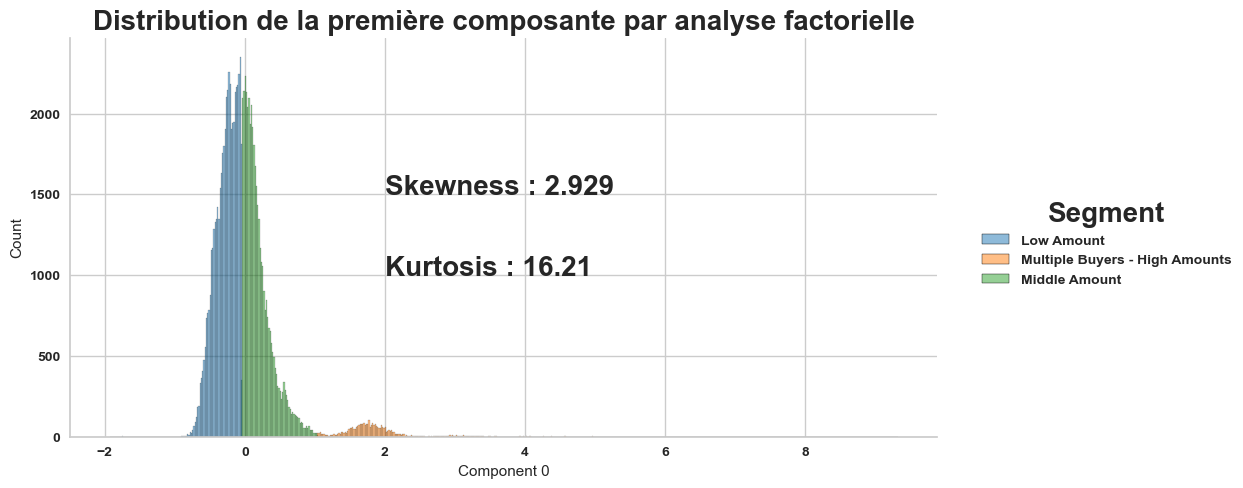 Distribution de la première composante par analyse factorielle
2000
1500
1000
500
0
Count
Skewness : 2.929
Kurtosis : 16.21
−2
0
2
4
6
8
Component 0
Segment
Low Amount
Multiple Buyers - High Amounts
Middle Amount